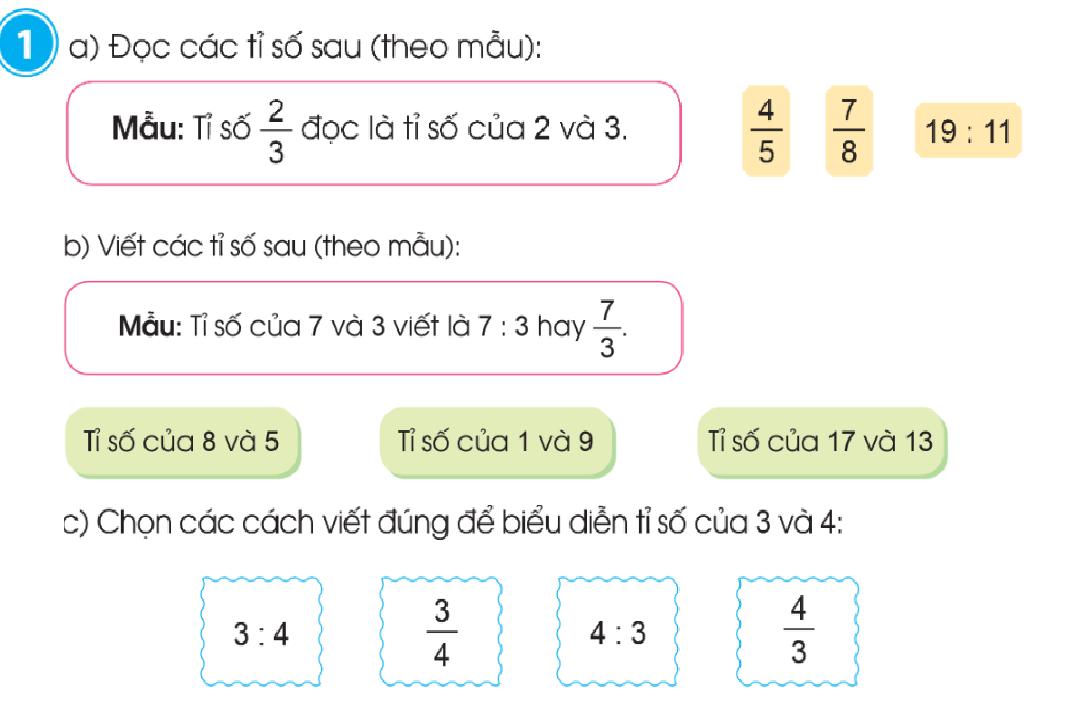 1 a) Đọc các tỉ số sau (theo mẫu):
Mẫu: Tỉ số 2/3 đọc là tỉ số của 2 và 3.
4/5 7/8 19 : 11
b) Viết các tỉ số sau (theo mẫu):
Mẫu: Tỉ số của 7 và 3 viết là 7 : 3 hay 7/3.
Tỉ số của 8 và 5 Tỉ số của 1 và 9 Tỉ số của 17 và 13
c) Chọn các cách viết đúng để biểu diễn tỉ số của 3 và 4:
3 : 4 3/4 4 : 3 4/3